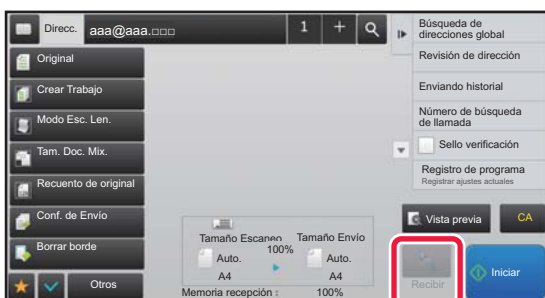 Direcc. aaa@aaa.□□□ 1 +
Original
Crear Trabajo
Modo Esc. Len.
Tam. Doc. Mix.
Recuento de original
Conf. de Envío
Borrar borde
Otros
Tamaño Escaneo
Tamaño Envío
100%
Auto.
Auto.
A4
A4
Memoria recepción : 100%
Búsqueda de
direcciones global
Revisión de dirección
Enviando historial
Número de búsqueda
de llamada
Sello verificación
Registro de programa
Registrar ajustes actuales
Vista previa
CA
Recibir
Iniciar